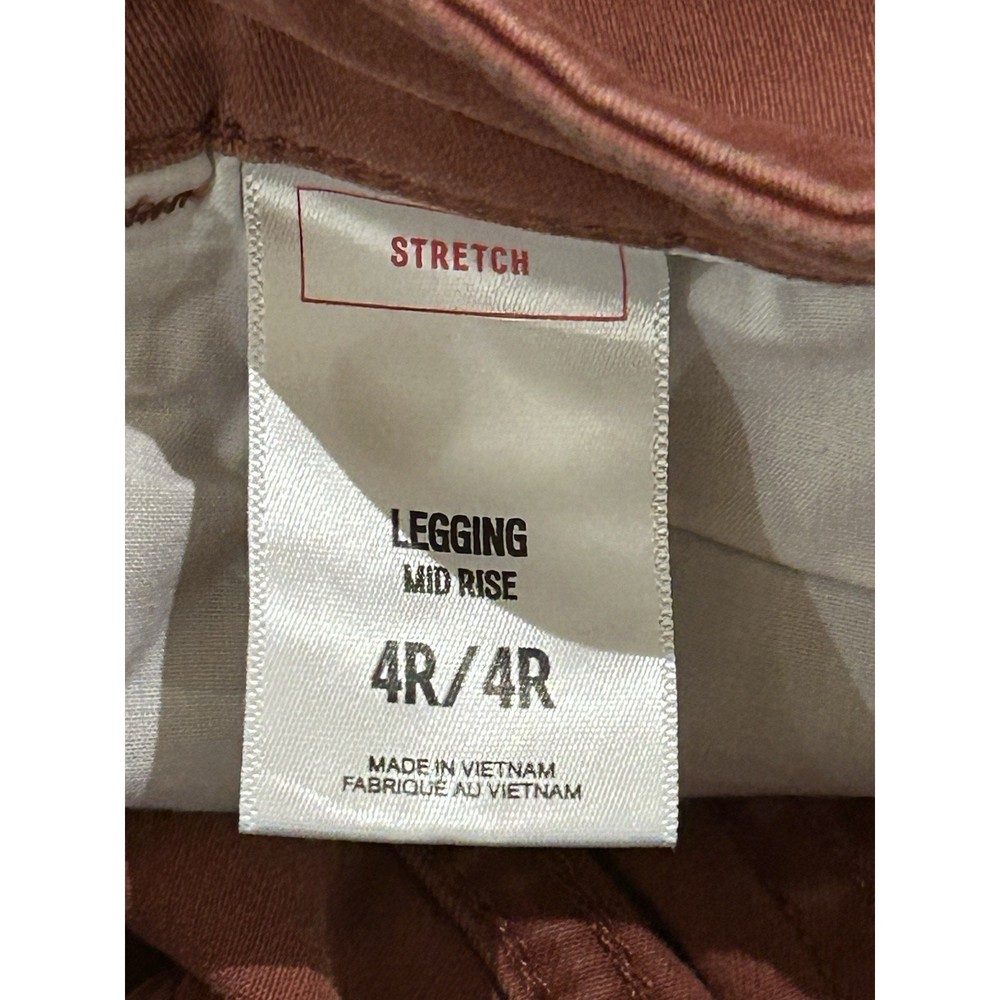 STRETCH
LEGGING
MID RISE
4R/4R
MADE IN VIETNAM
FABRIQUÉ AU VIETNAM